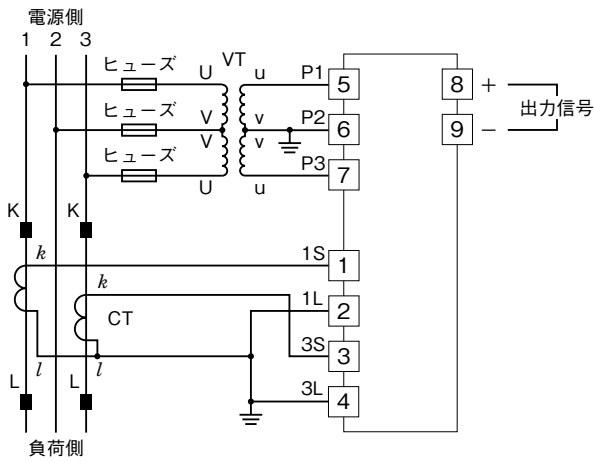 電源側
1 2 3
ヒューズ VT
U u P1 5 8 + 出力信号
ヒューズ
V v P2 6 9 −
V v
ヒューズ
U u P3 7
K K
k 1S 1
k 1L 2
CT
3S 3
l l
L L 3L 4
負荷側